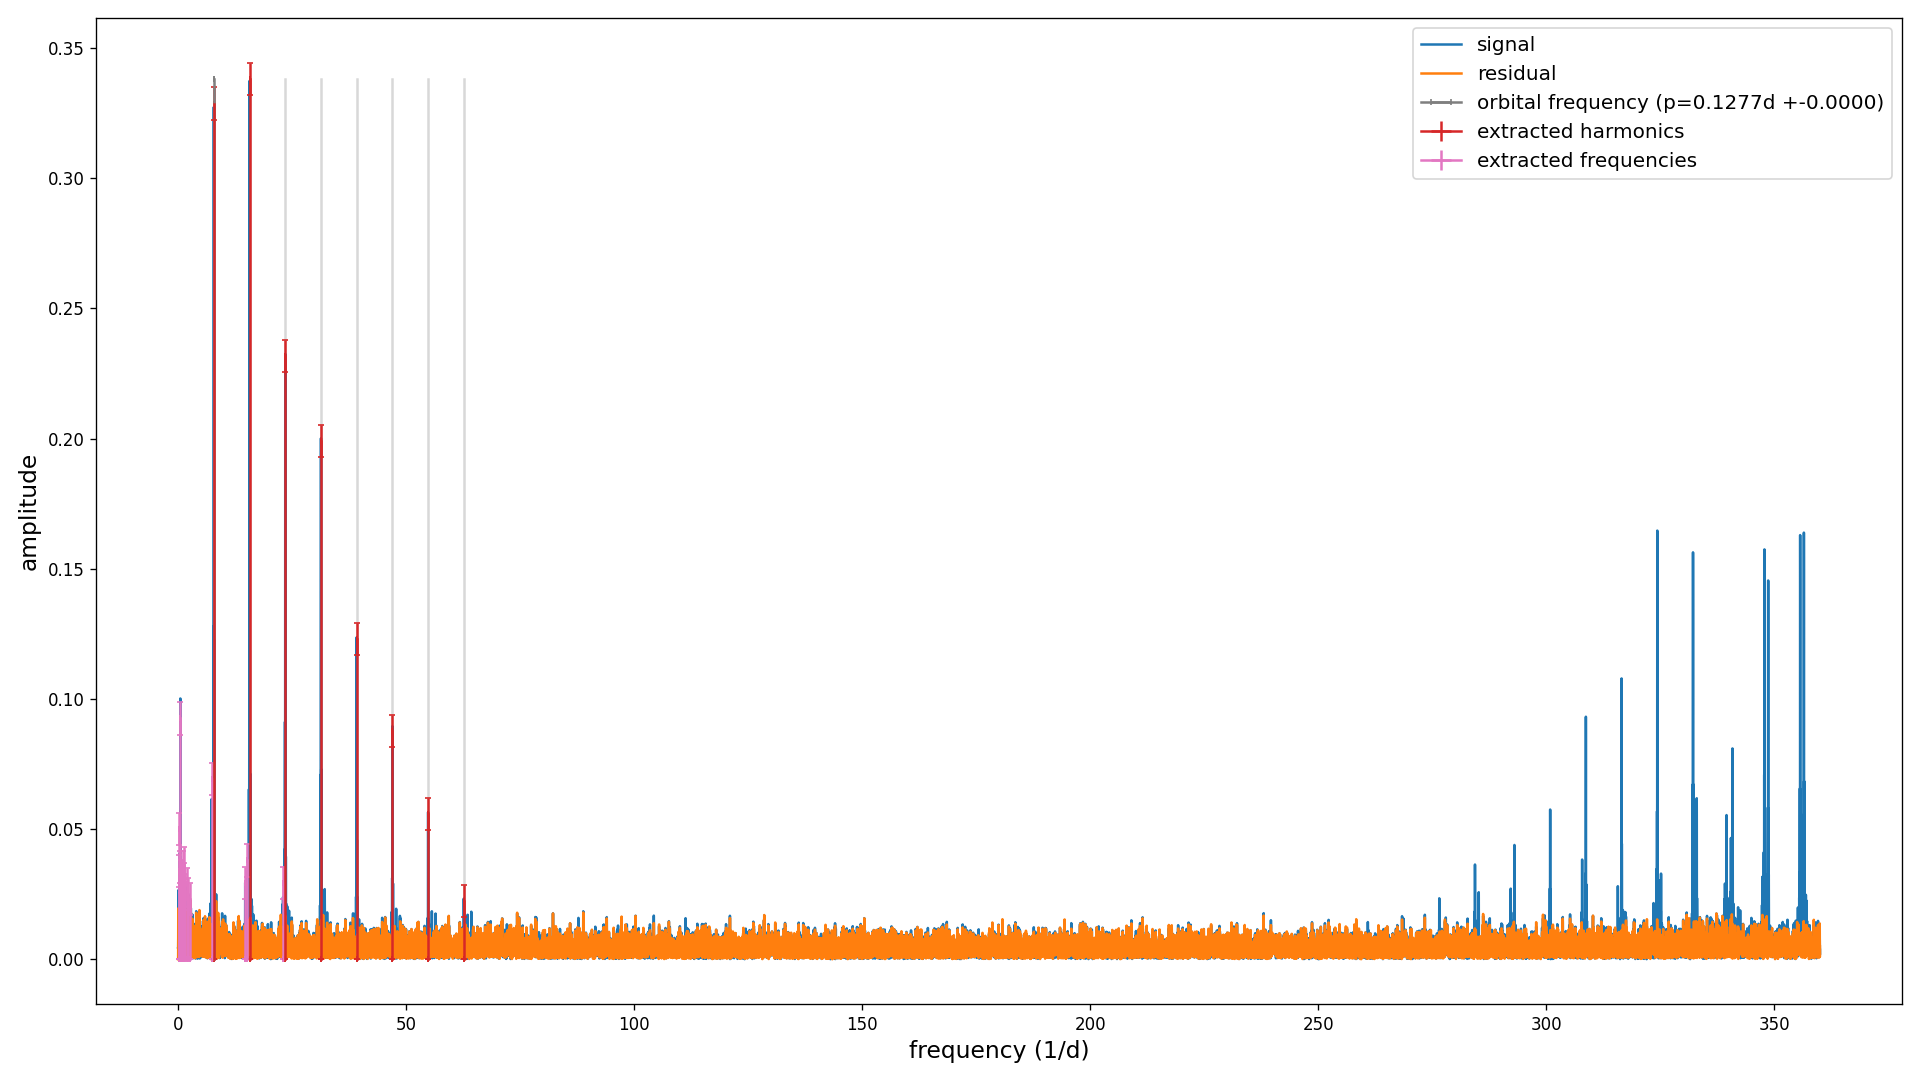 signal
residual
orbital frequency (p=0.1277d +-0.0000)
extracted harmonics
extracted frequencies
amplitude
0.35
0.30
0.25
0.20
0.15
0.10
0.05
0.00
0 50 100 150 200 250 300 350
frequency (1/d)